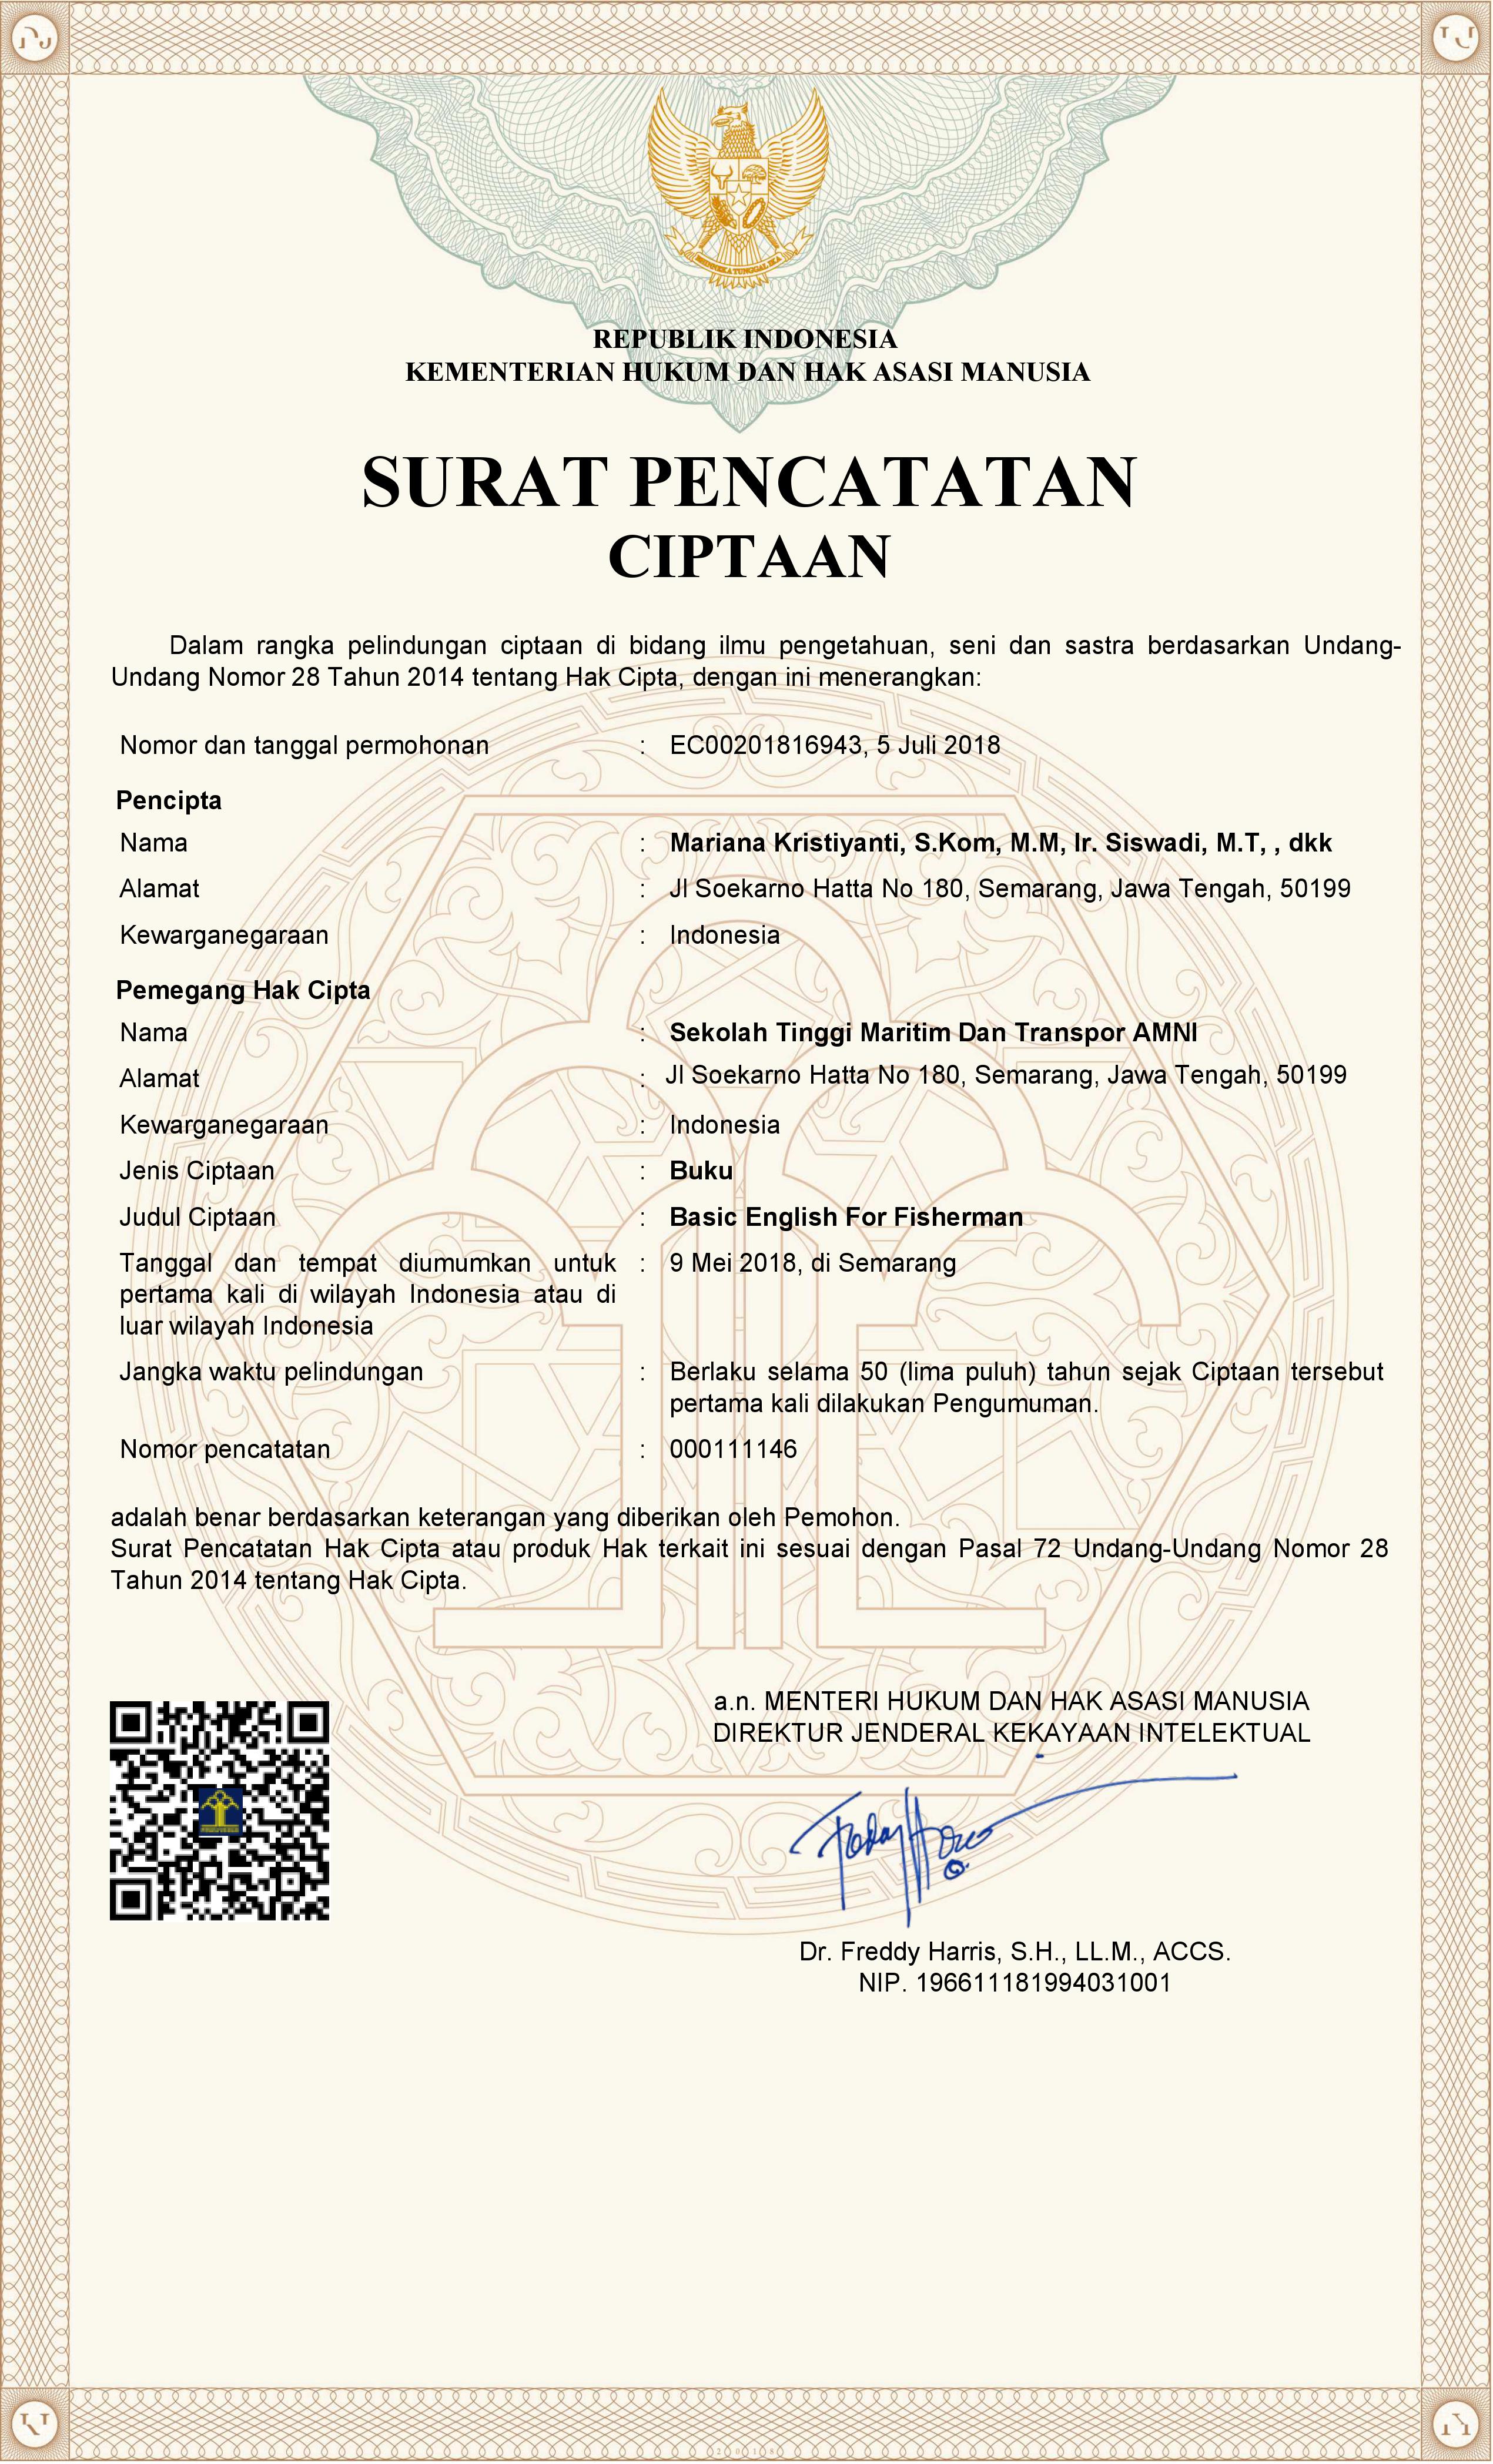 BHINNEKA TUNGGAL IKA
REPUBLIK INDONESIA
KEMENTERIAN HUKUM DAN HAK ASASI MANUSIA
SURAT PENCATATAN
CIPTAAN
Dalam rangka pelindungan ciptaan di bidang ilmu pengetahuan, seni dan sastra berdasarkan Undang-
Undang Nomor 28 Tahun 2014 tentang Hak Cipta, dengan ini menerangkan:
Nomor dan tanggal permohonan : EC00201816943, 5 Juli 2018
Pencipta
Nama : Mariana Kristiyanti, S.Kom, M.M, Ir. Siswadi, M.T, , dkk
Alamat : Jl Soekarno Hatta No 180, Semarang, Jawa Tengah, 50199
Kewarganegaraan : Indonesia
Pemegang Hak Cipta
Nama : Sekolah Tinggi Maritim Dan Transpor AMNI
Alamat : Jl Soekarno Hatta No 180, Semarang, Jawa Tengah, 50199
Kewarganegaraan : Indonesia
Jenis Ciptaan : Buku
Judul Ciptaan : Basic English For Fisherman
Tanggal dan tempat diumumkan untuk : 9 Mei 2018, di Semarang
pertama kali di wilayah Indonesia atau di
luar wilayah Indonesia
Jangka waktu pelindungan : Berlaku selama 50 (lima puluh) tahun sejak Ciptaan tersebut
pertama kali dilakukan Pengumuman.
Nomor pencatatan : 000111146
adalah benar berdasarkan keterangan yang diberikan oleh Pemohon.
Surat Pencatatan Hak Cipta atau produk Hak terkait ini sesuai dengan Pasal 72 Undang-Undang Nomor 28
Tahun 2014 tentang Hak Cipta.
a.n. MENTERI HUKUM DAN HAK ASASI MANUSIA
DIREKTUR JENDERAL KEKAYAAN INTELEKTUAL
Dr. Freddy Harris, S.H., LL.M., ACCS.
NIP. 196611181994031001